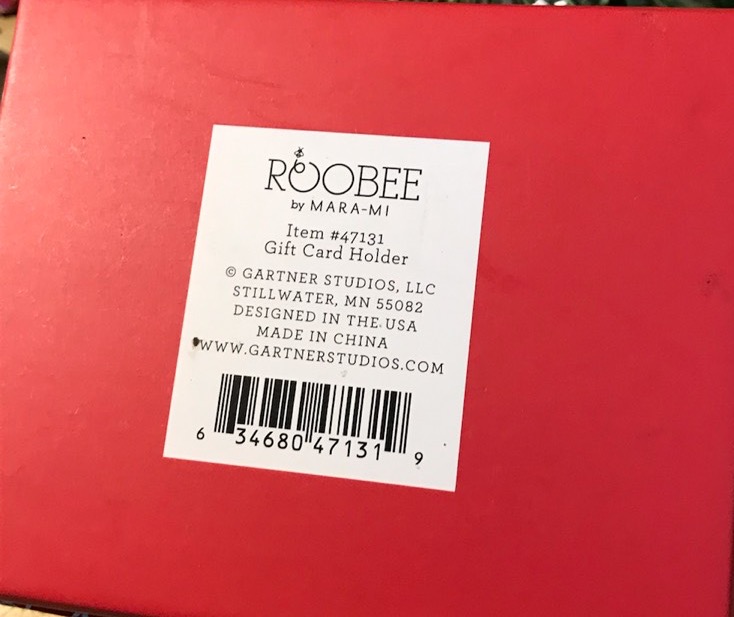 ROOBEE
by MARA-MI
Item #47131
Gift Card Holder
© GARTNER STUDIOS, LLC
STILLWATER, MN 55082
DESIGNED IN THE USA
MADE IN CHINA
WWW.GARTNERSTUDIOS.COM
6 34680 47131 9